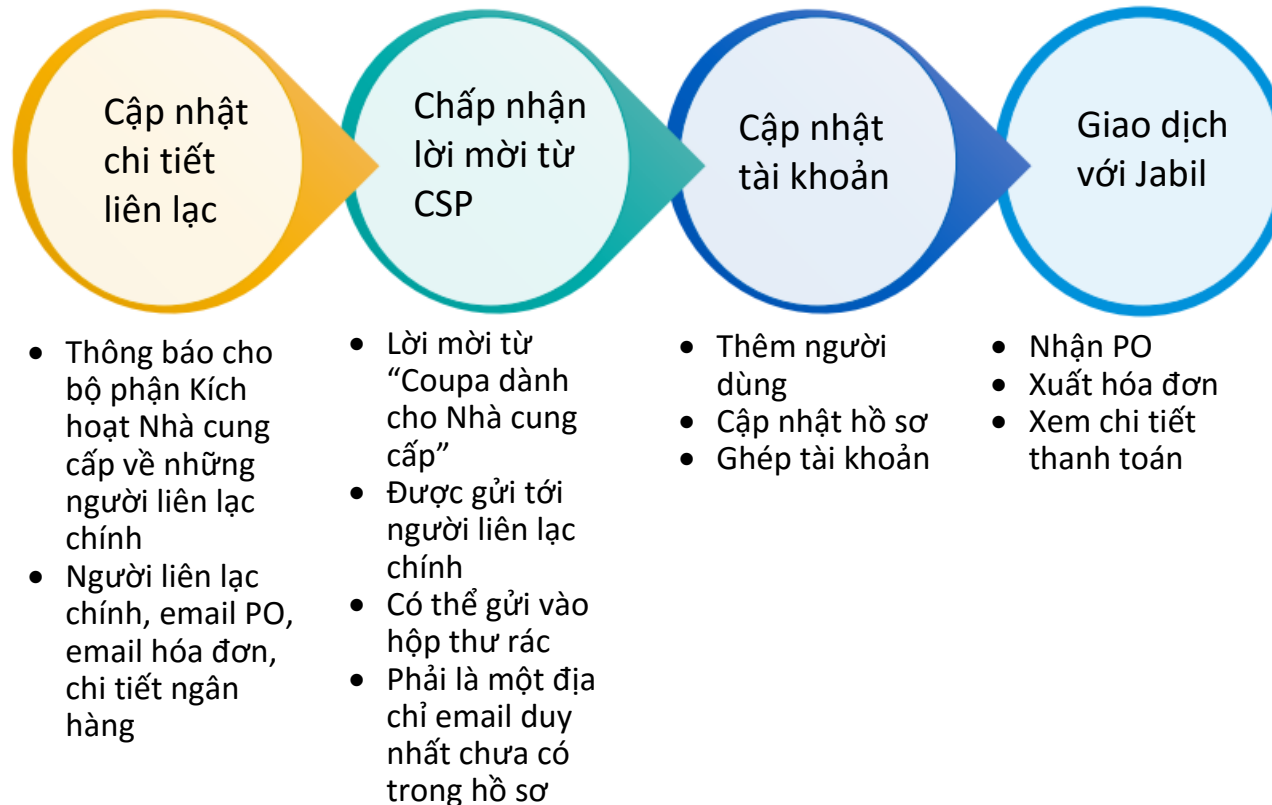 Cập nhật
chi tiết
liên lạc
Chấp nhận
lời mời từ
CSP
Cập nhật
tài khoản
Giao dịch
với Jabil
• Thông báo cho
bộ phận Kích
hoạt Nhà cung
cấp về những
người liên lạc
chính
• Người liên lạc
chính, email PO,
email hóa đơn,
chi tiết ngân
hàng
• Lời mời từ
“Coupa dành
cho Nhà cung
cấp”
• Được gửi tới
người liên lạc
chính
• Có thể gửi vào
hộp thư rác
• Phải là một địa
chỉ email duy
nhất chưa có
trong hồ sơ
• Thêm người
dùng
• Cập nhật hồ sơ
• Ghép tài khoản
• Nhận PO
• Xuất hóa đơn
• Xem chi tiết
thanh toán